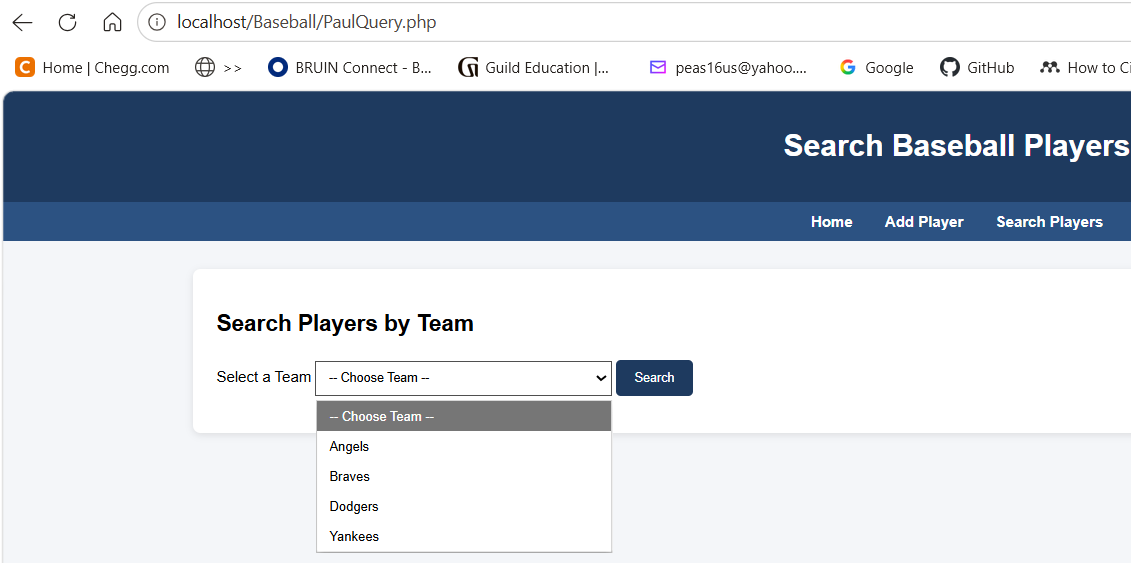 localhost/Baseball/PaulQuery.php
Home | Chegg.com >> BRUIN Connect - B... Guild Education |... peas16us@yahoo.... Google GitHub How to Ci
Search Baseball Players
Home Add Player Search Players
Search Players by Team
Select a Team -- Choose Team -- Search
-- Choose Team --
Angels
Braves
Dodgers
Yankees